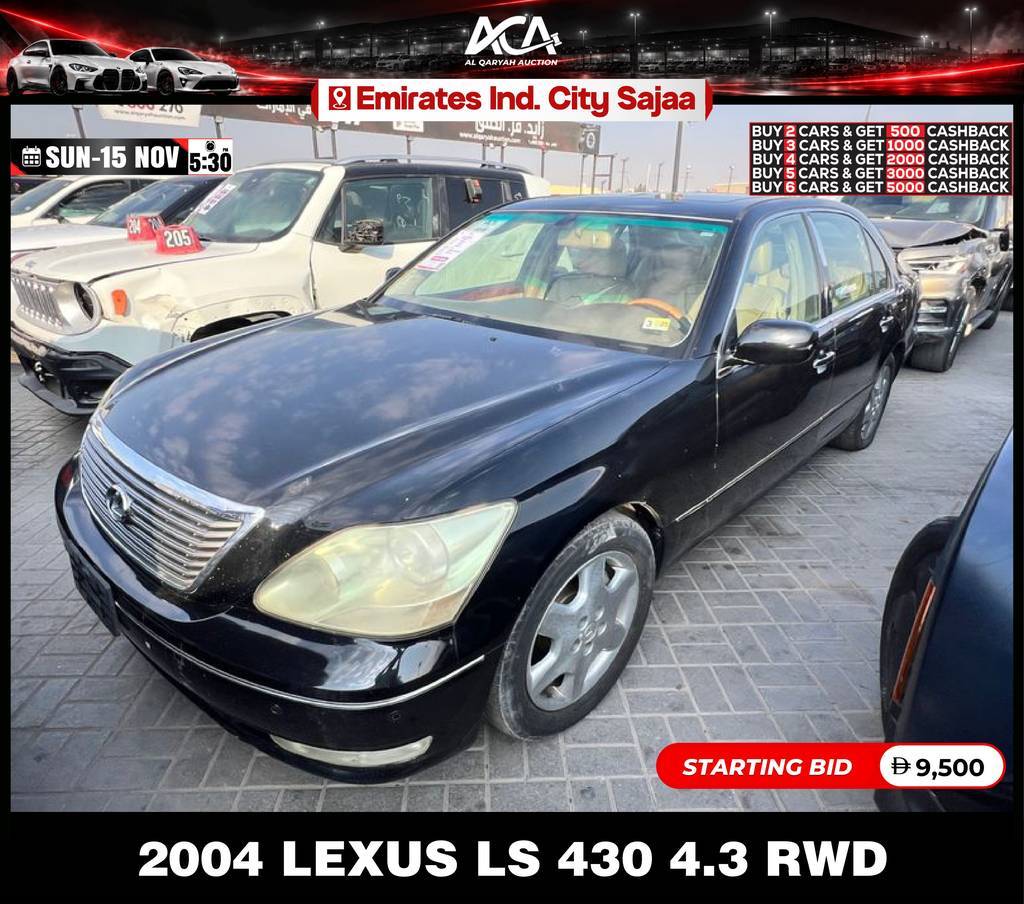 ACA
AL QARYAH AUCTION
Emirates Ind. City Sajaa
SUN-15 NOV 5:30 PM
BUY 2 CARS & GET 500 CASHBACK
BUY 3 CARS & GET 1000 CASHBACK
BUY 4 CARS & GET 2000 CASHBACK
BUY 5 CARS & GET 3000 CASHBACK
BUY 6 CARS & GET 5000 CASHBACK
204
205
STARTING BID 9,500
2004 LEXUS LS 430 4.3 RWD